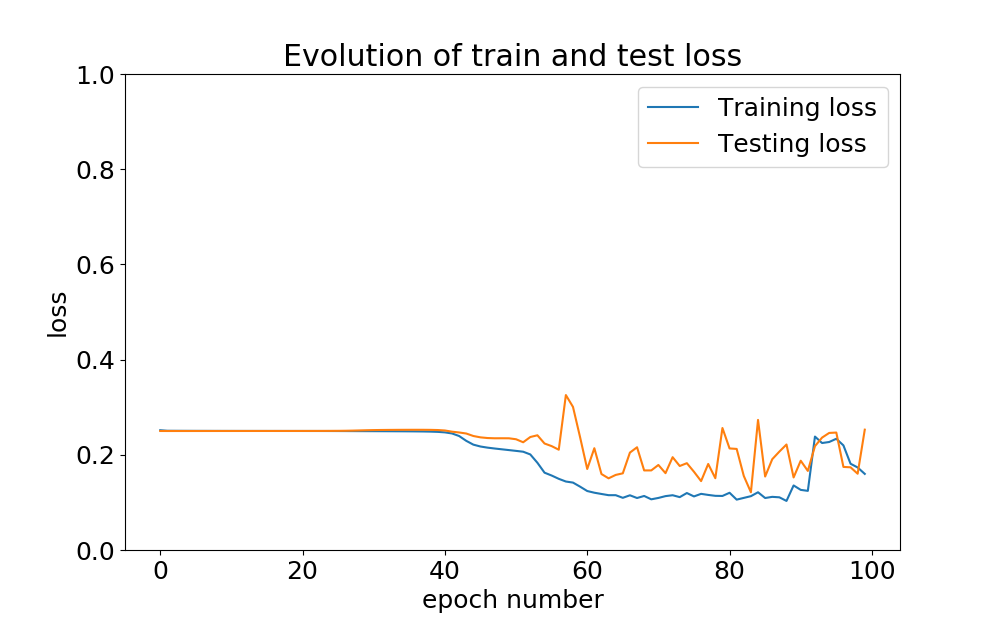 Evolution of train and test loss
1.0
Training loss
Testing loss
0.8
0.6
loss
0.4
0.2
0.0
0 20 40 60 80 100
epoch number